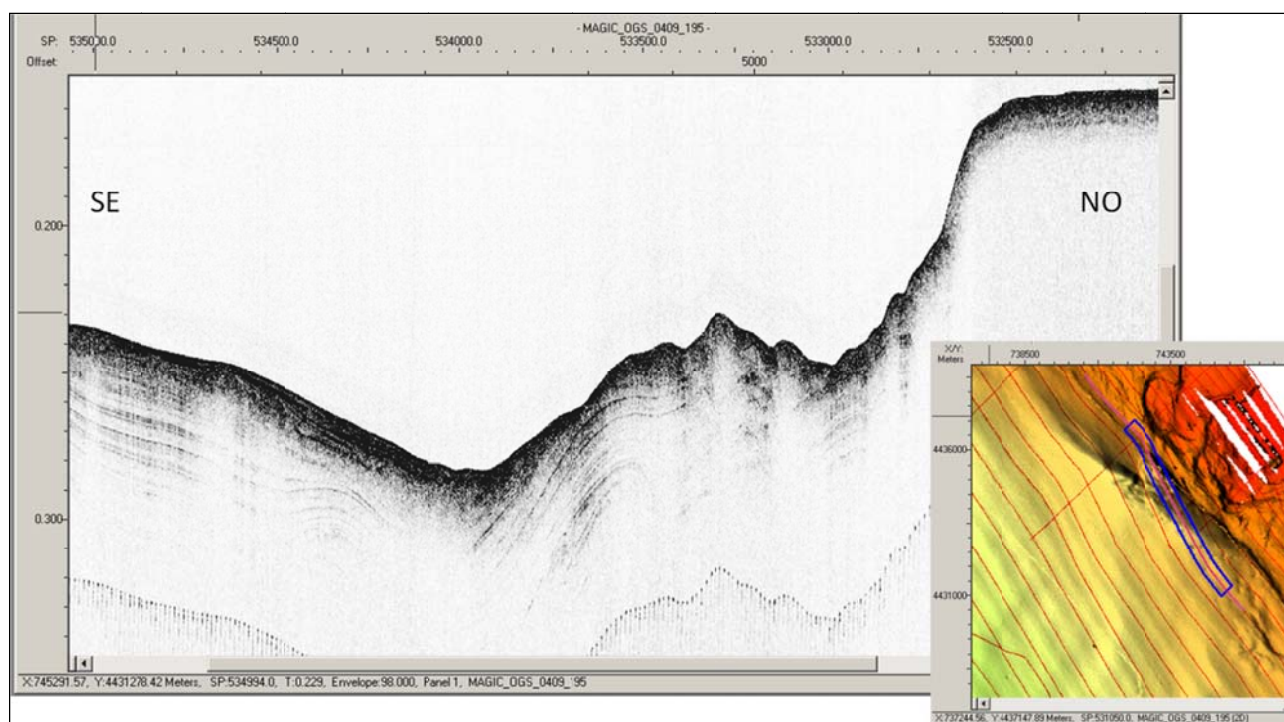 - MAGIC_OGS_0409_195 -
SP: 535000.0 534500.0 534000.0 533500.0 533000.0 532500.0
Offset: 5000
SE
NO
0.200
0.300
X/Y:
Meters
738500 743500
4436000
4431000
X:745291.57, Y:4431278.42 Meters, SP:534994.0, T:0.229, Envelope:98.000, Panel 1, MAGIC_OGS_0409_195
X:737244.56, Y:4437147.89 Meters, SP:531050.0, MAGIC_OGS_0409_195 (2D)